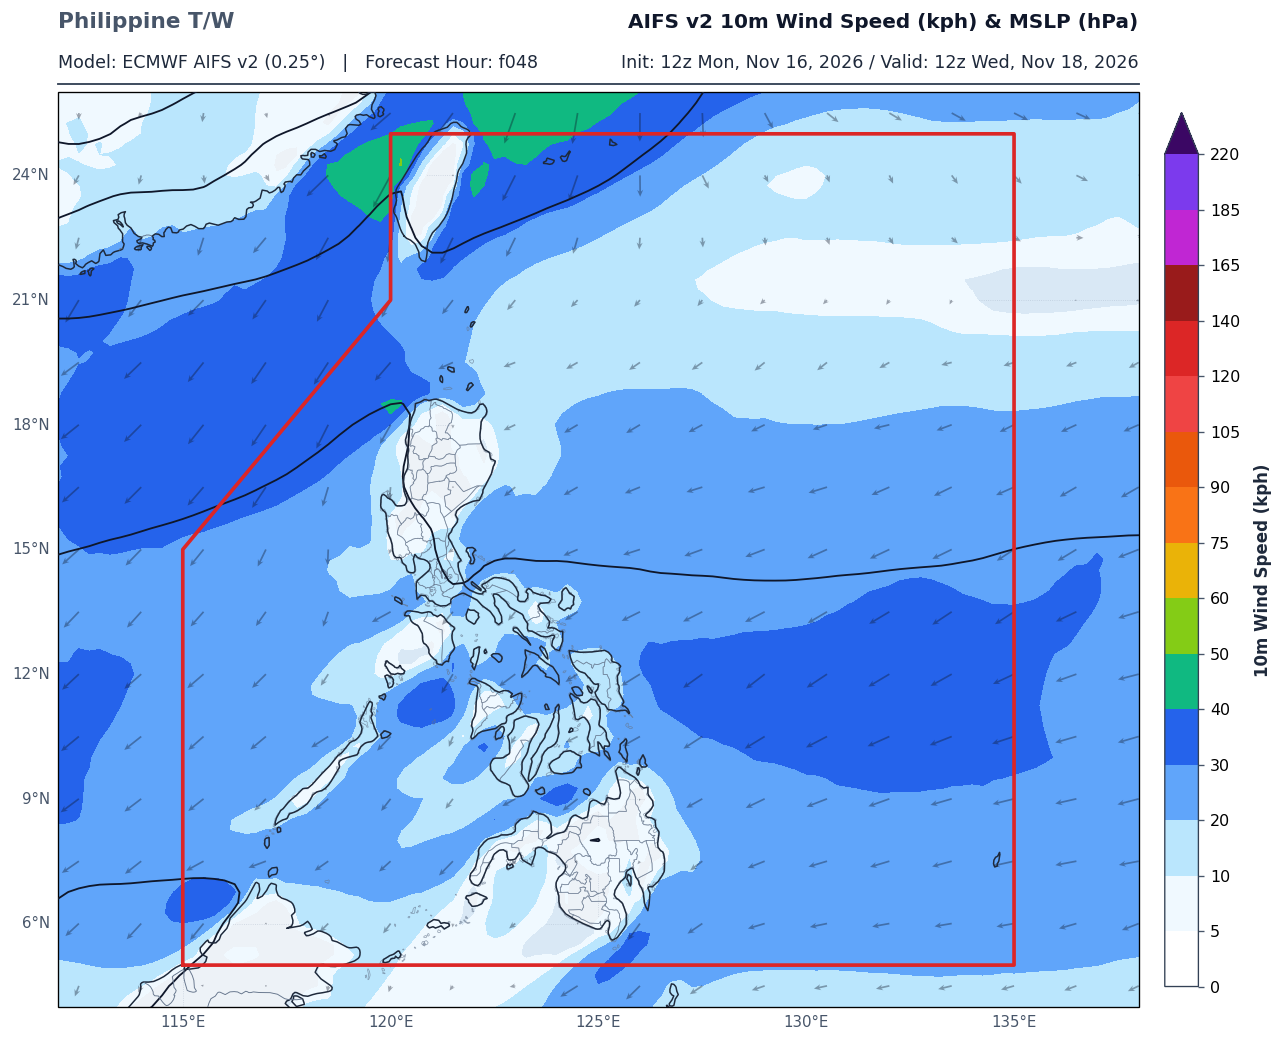 Philippine T/W
AIFS v2 10m Wind Speed (kph) & MSLP (hPa)
Model: ECMWF AIFS v2 (0.25°)   |   Forecast Hour: f048
Init: 12z Mon, Nov 16, 2026 / Valid: 12z Wed, Nov 18, 2026
24°N
21°N
18°N
15°N
12°N
9°N
6°N
115°E
120°E
125°E
130°E
135°E
220
185
165
140
120
105
90
75
60
50
40
30
20
10
5
0
10m Wind Speed (kph)